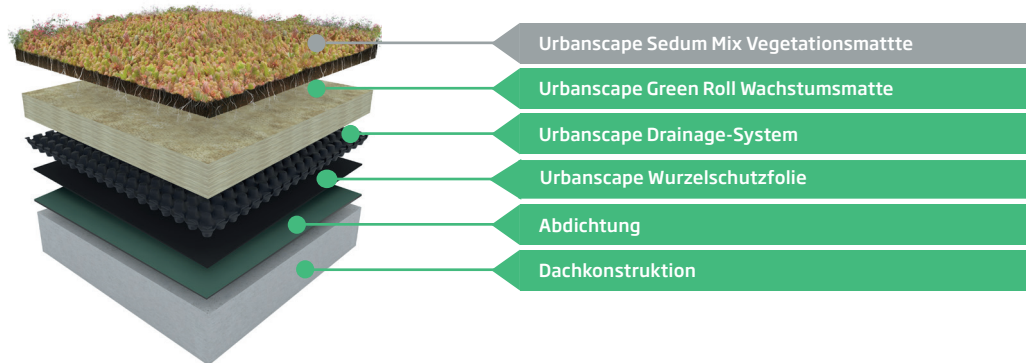 Urbanscape Sedum Mix Vegetationsmattte
Urbanscape Green Roll Wachstumsmatte
Urbanscape Drainage-System
Urbanscape Wurzelschutzfolie
Abdichtung
Dachkonstruktion